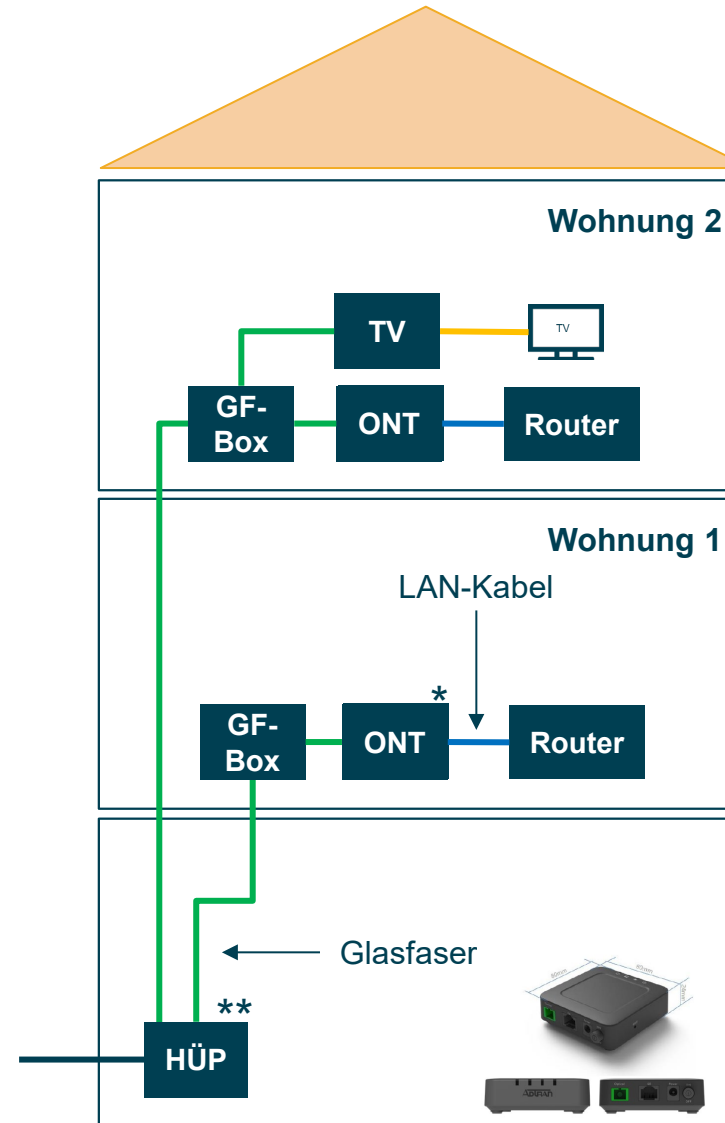 Wohnung 2
TV
TV
GF-
Box
ONT
Router
Wohnung 1
LAN-Kabel
*
GF-
Box
ONT
Router
Glasfaser
**
HÜP